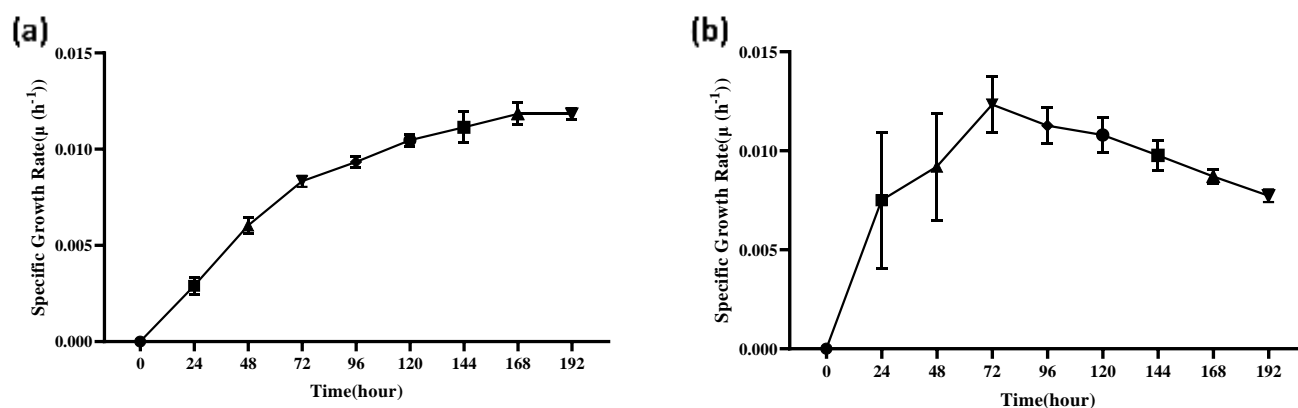 (a)
0.015
0.010
0.005
0.000
Specific Growth Rate(μ (h⁻¹))
0 24 48 72 96 120 144 168 192
Time(hour)
(b)
0.015
0.010
0.005
0.000
Specific Growth Rate(μ (h⁻¹))
0 24 48 72 96 120 144 168 192
Time(hour)